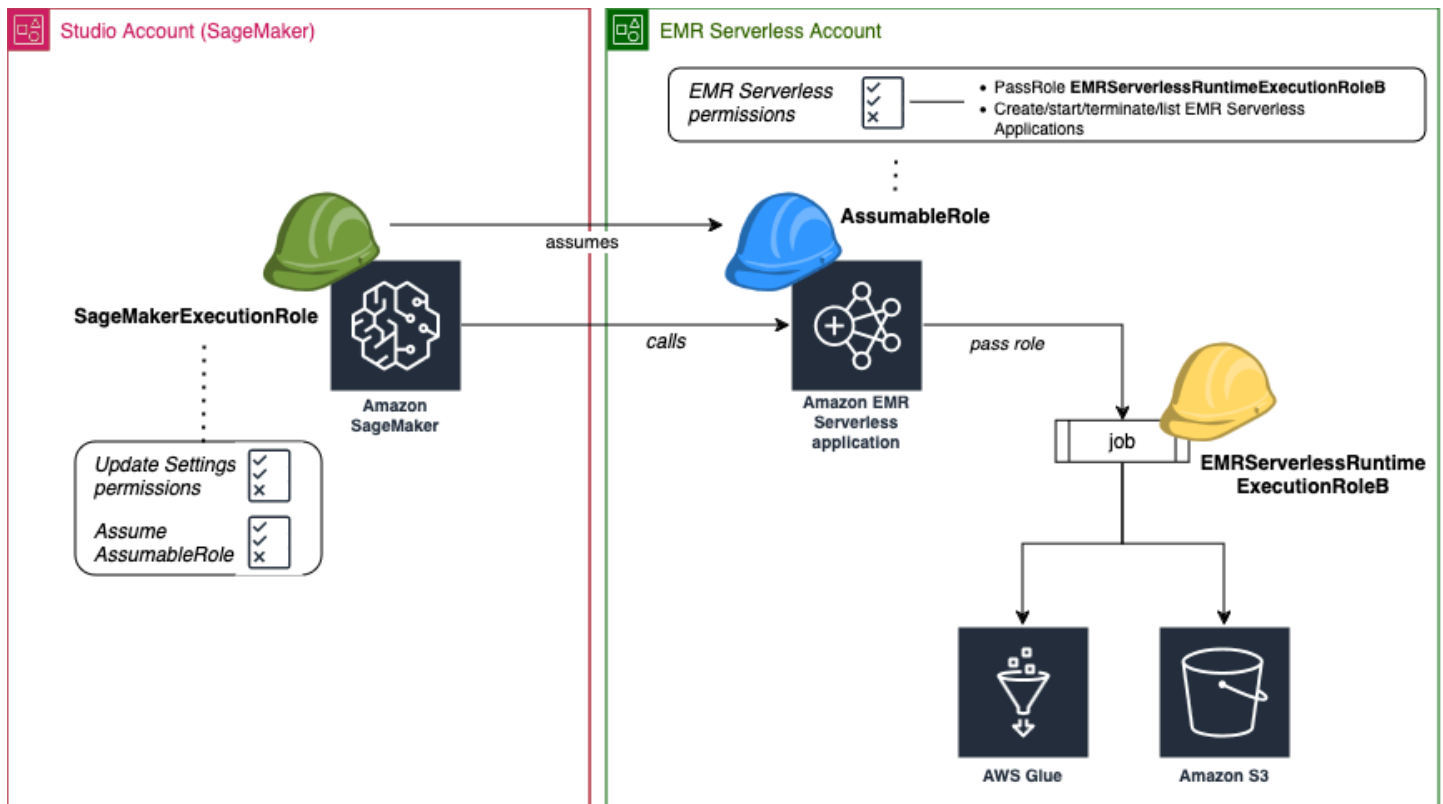 Studio Account (SageMaker)
EMR Serverless Account
EMR Serverless
permissions
• PassRole EMRServerlessRuntimeExecutionRoleB
• Create/start/terminate/list EMR Serverless
Applications
AssumableRole
assumes
SageMakerExecutionRole
calls
pass role
Amazon
SageMaker
Amazon EMR
Serverless
application
job
EMRServerlessRuntime
ExecutionRoleB
Update Settings
permissions
Assume
AssumableRole
AWS Glue
Amazon S3